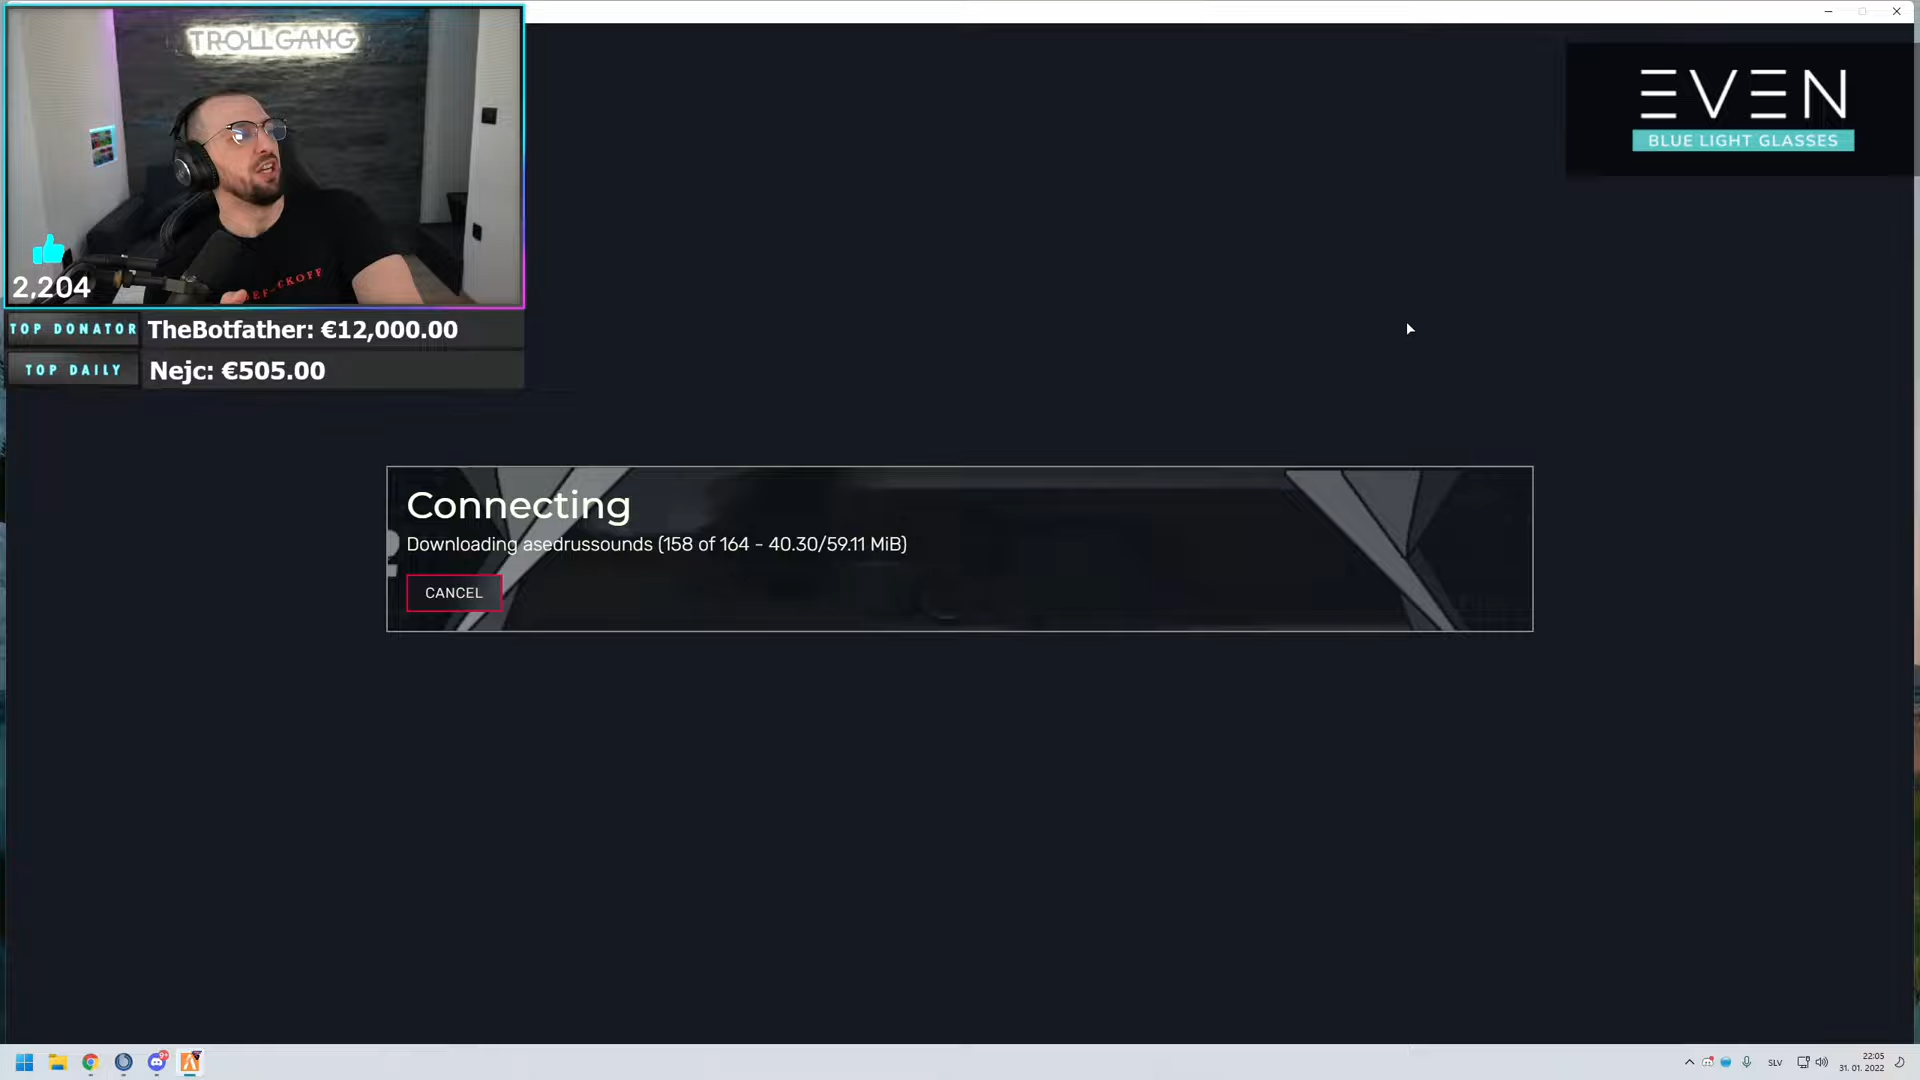 TROLLGANG
2,204
TOP DONATOR TheBotfather: €12,000.00
TOP DAILY Nejc: €505.00
EVEN
BLUE LIGHT GLASSES
Connecting
Downloading asedrussounds (158 of 164 - 40.30/59.11 MiB)
CANCEL
SLV
22:05
31. 01. 2022